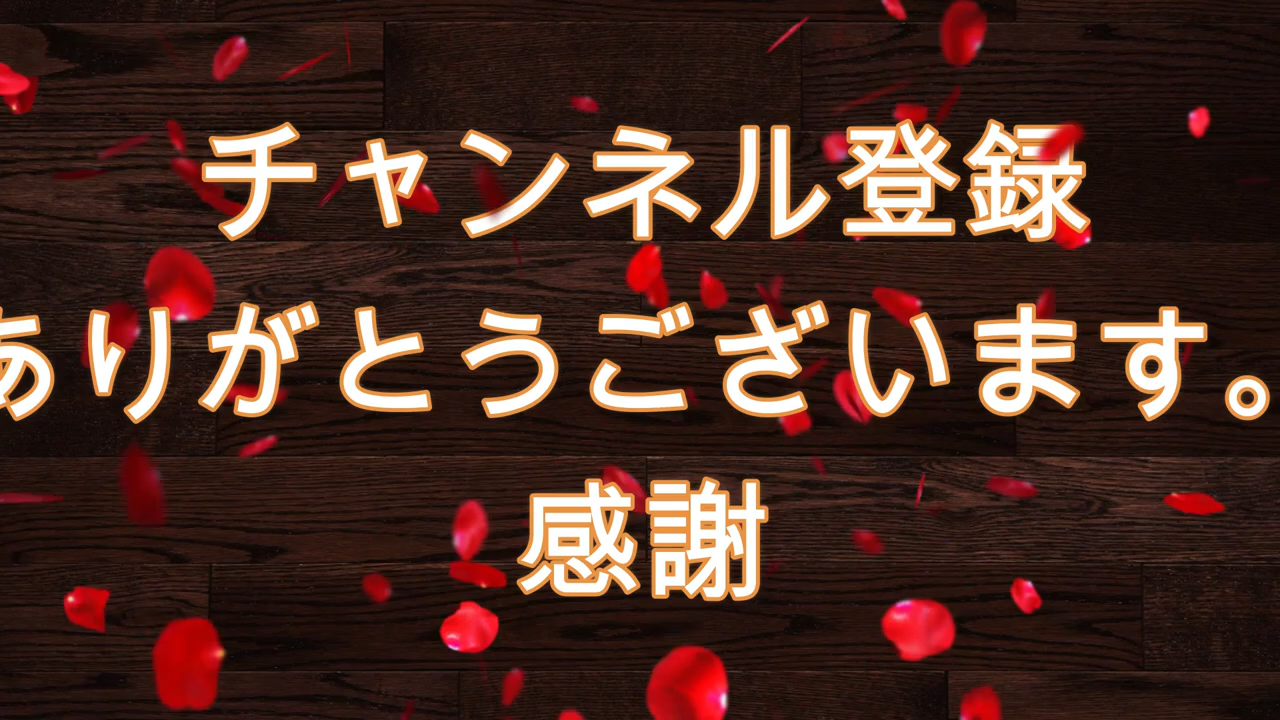 チャンネル登録
ありがとうございます。
感謝